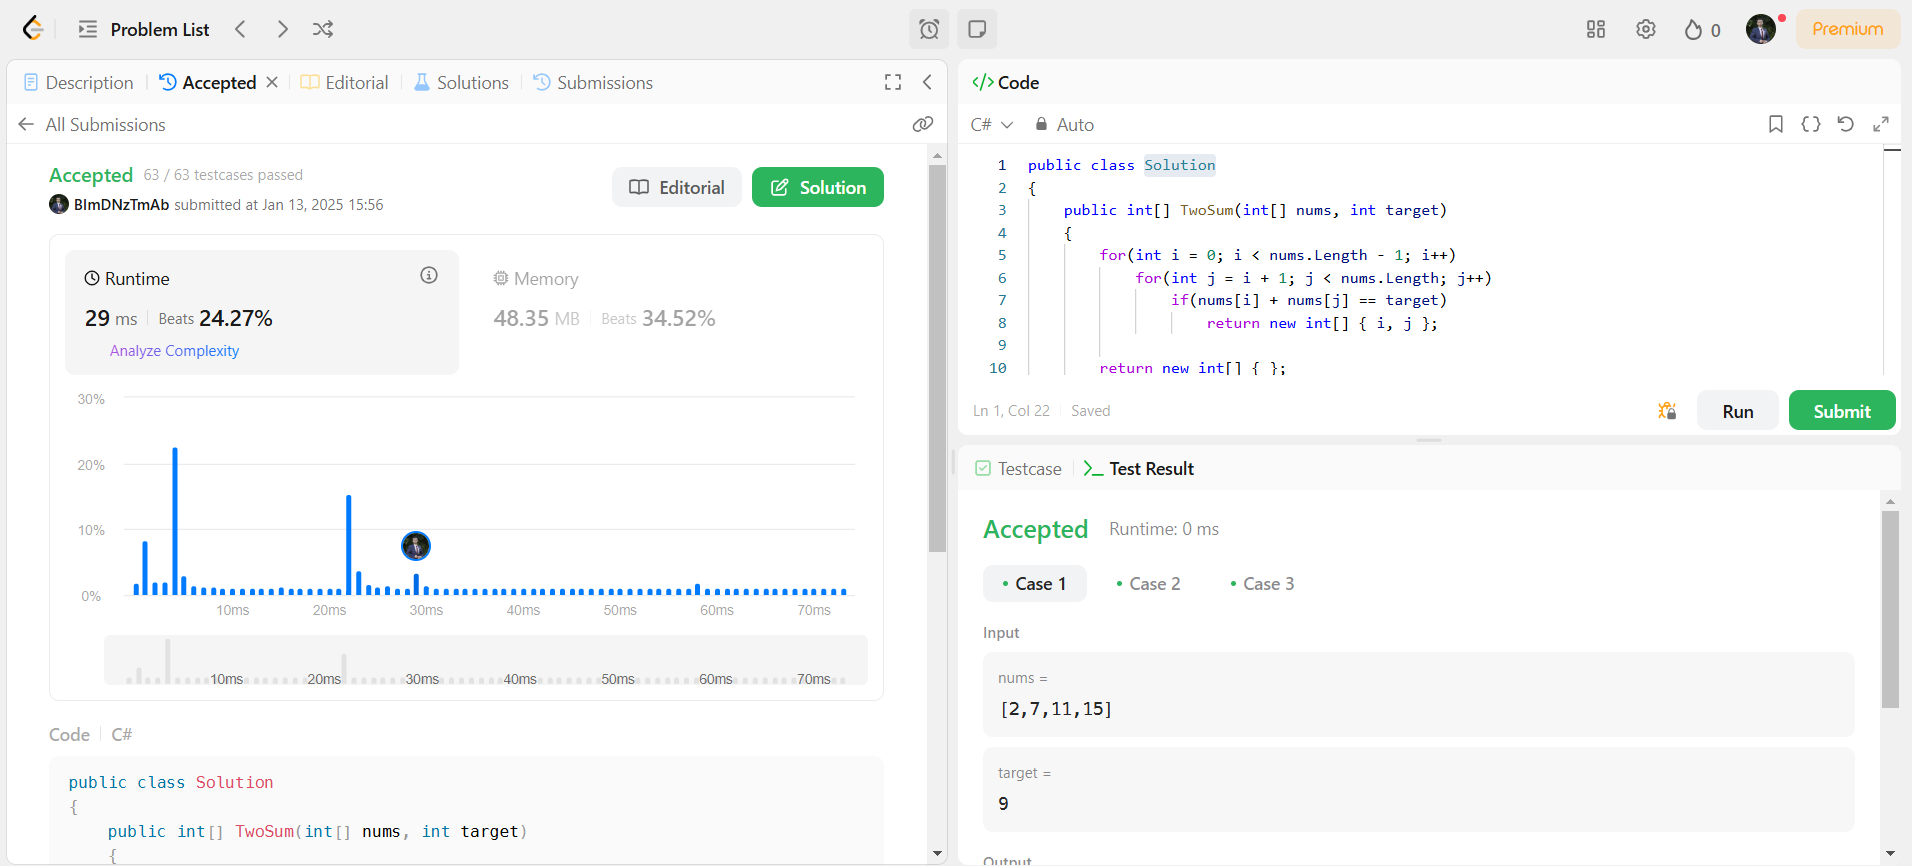 Problem List
0
Premium
Description
Accepted
Editorial
Solutions
Submissions
All Submissions
Accepted 63 / 63 testcases passed
BImDNzTmAb submitted at Jan 13, 2025 15:56
Editorial
Solution
Runtime
29 ms
Beats 24.27%
Analyze Complexity
Memory
48.35 MB
Beats 34.52%
30%
20%
10%
0%
10ms 20ms 30ms 40ms 50ms 60ms 70ms
10ms 20ms 30ms 40ms 50ms 60ms 70ms
Code C#
public class Solution
{
public int[] TwoSum(int[] nums, int target)
{
</> Code
C# Auto
1 public class Solution
2 {
3 public int[] TwoSum(int[] nums, int target)
4 {
5 for(int i = 0; i < nums.Length - 1; i++)
6 for(int j = i + 1; j < nums.Length; j++)
7 if(nums[i] + nums[j] == target)
8 return new int[] { i, j };
9
10 return new int[] { };
Ln 1, Col 22 Saved
Run
Submit
Testcase
Test Result
Accepted Runtime: 0 ms
Case 1
Case 2
Case 3
Input
nums =
[2,7,11,15]
target =
9
Output